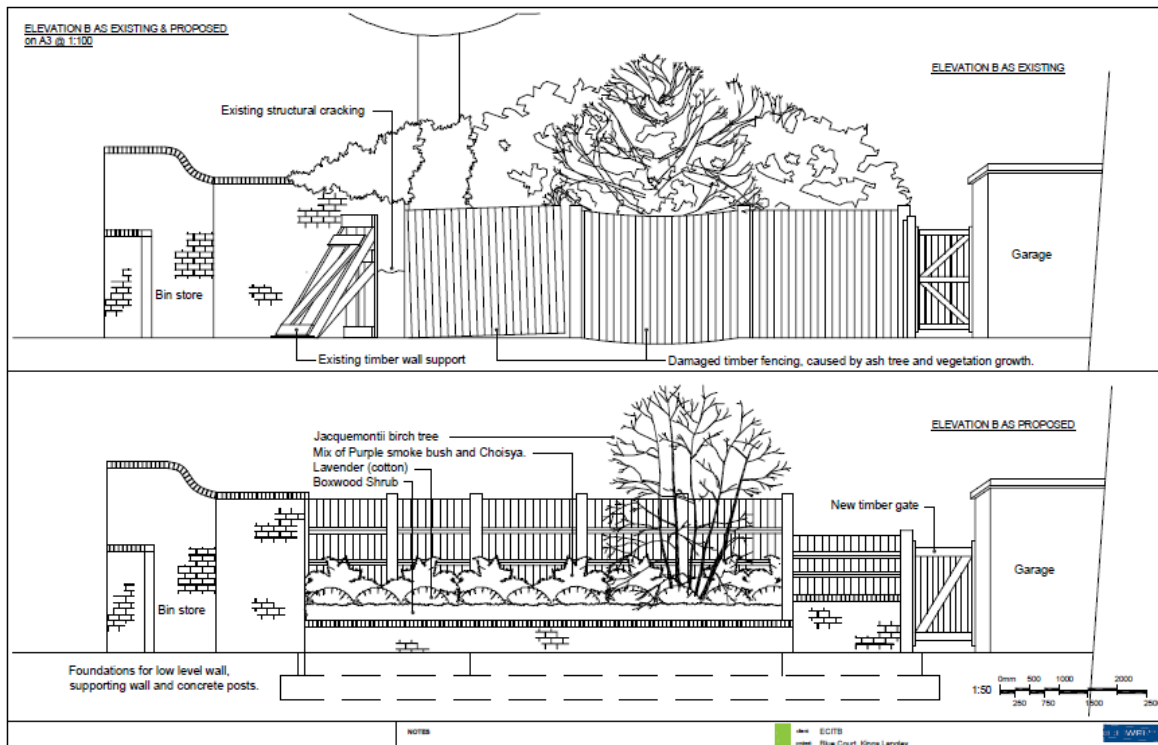 ELEVATION B AS EXISTING & PROPOSED
on A3 @ 1:100
ELEVATION B AS EXISTING
Existing structural cracking
Garage
Bin store
Existing timber wall support
Damaged timber fencing, caused by ash tree and vegetation growth.
ELEVATION B AS PROPOSED
Jacquemontii birch tree
Mix of Purple smoke bush and Choisya.
Lavender (cotton)
Boxwood Shrub
New timber gate
Garage
Bin store
Foundations for low level wall,
supporting wall and concrete posts.
1:50
0mm 500 1000 2000
250 750 1500 2500
NOTES
client ECITB
Blue Court, Kings Langley